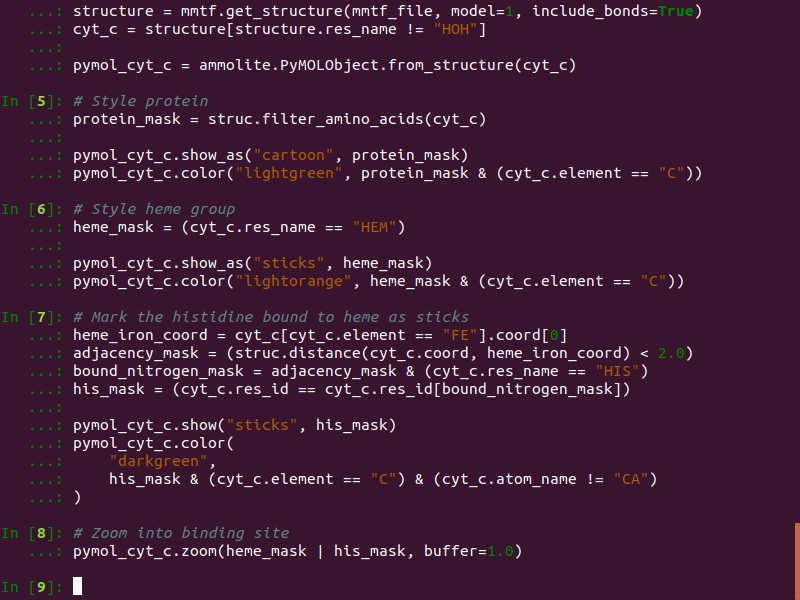 ...: structure = mmtf.get_structure(mmtf_file, model=1, include_bonds=True)
...: cyt_c = structure[structure.res_name != "HOH"]
...:
...: pymol_cyt_c = ammolite.PyMOLObject.from_structure(cyt_c)
In [5]: # Style protein
...: protein_mask = struc.filter_amino_acids(cyt_c)
...:
...: pymol_cyt_c.show_as("cartoon", protein_mask)
...: pymol_cyt_c.color("lightgreen", protein_mask & (cyt_c.element == "C"))
In [6]: # Style heme group
...: heme_mask = (cyt_c.res_name == "HEM")
...:
...: pymol_cyt_c.show_as("sticks", heme_mask)
...: pymol_cyt_c.color("lightorange", heme_mask & (cyt_c.element == "C"))
In [7]: # Mark the histidine bound to heme as sticks
...: heme_iron_coord = cyt_c[cyt_c.element == "FE"].coord[0]
...: adjacency_mask = (struc.distance(cyt_c.coord, heme_iron_coord) < 2.0)
...: bound_nitrogen_mask = adjacency_mask & (cyt_c.res_name == "HIS")
...: his_mask = (cyt_c.res_id == cyt_c.res_id[bound_nitrogen_mask])
...:
...: pymol_cyt_c.show("sticks", his_mask)
...: pymol_cyt_c.color(
...:     "darkgreen",
...:     his_mask & (cyt_c.element == "C") & (cyt_c.atom_name != "CA")
...: )
In [8]: # Zoom into binding site
...: pymol_cyt_c.zoom(heme_mask | his_mask, buffer=1.0)
In [9]: